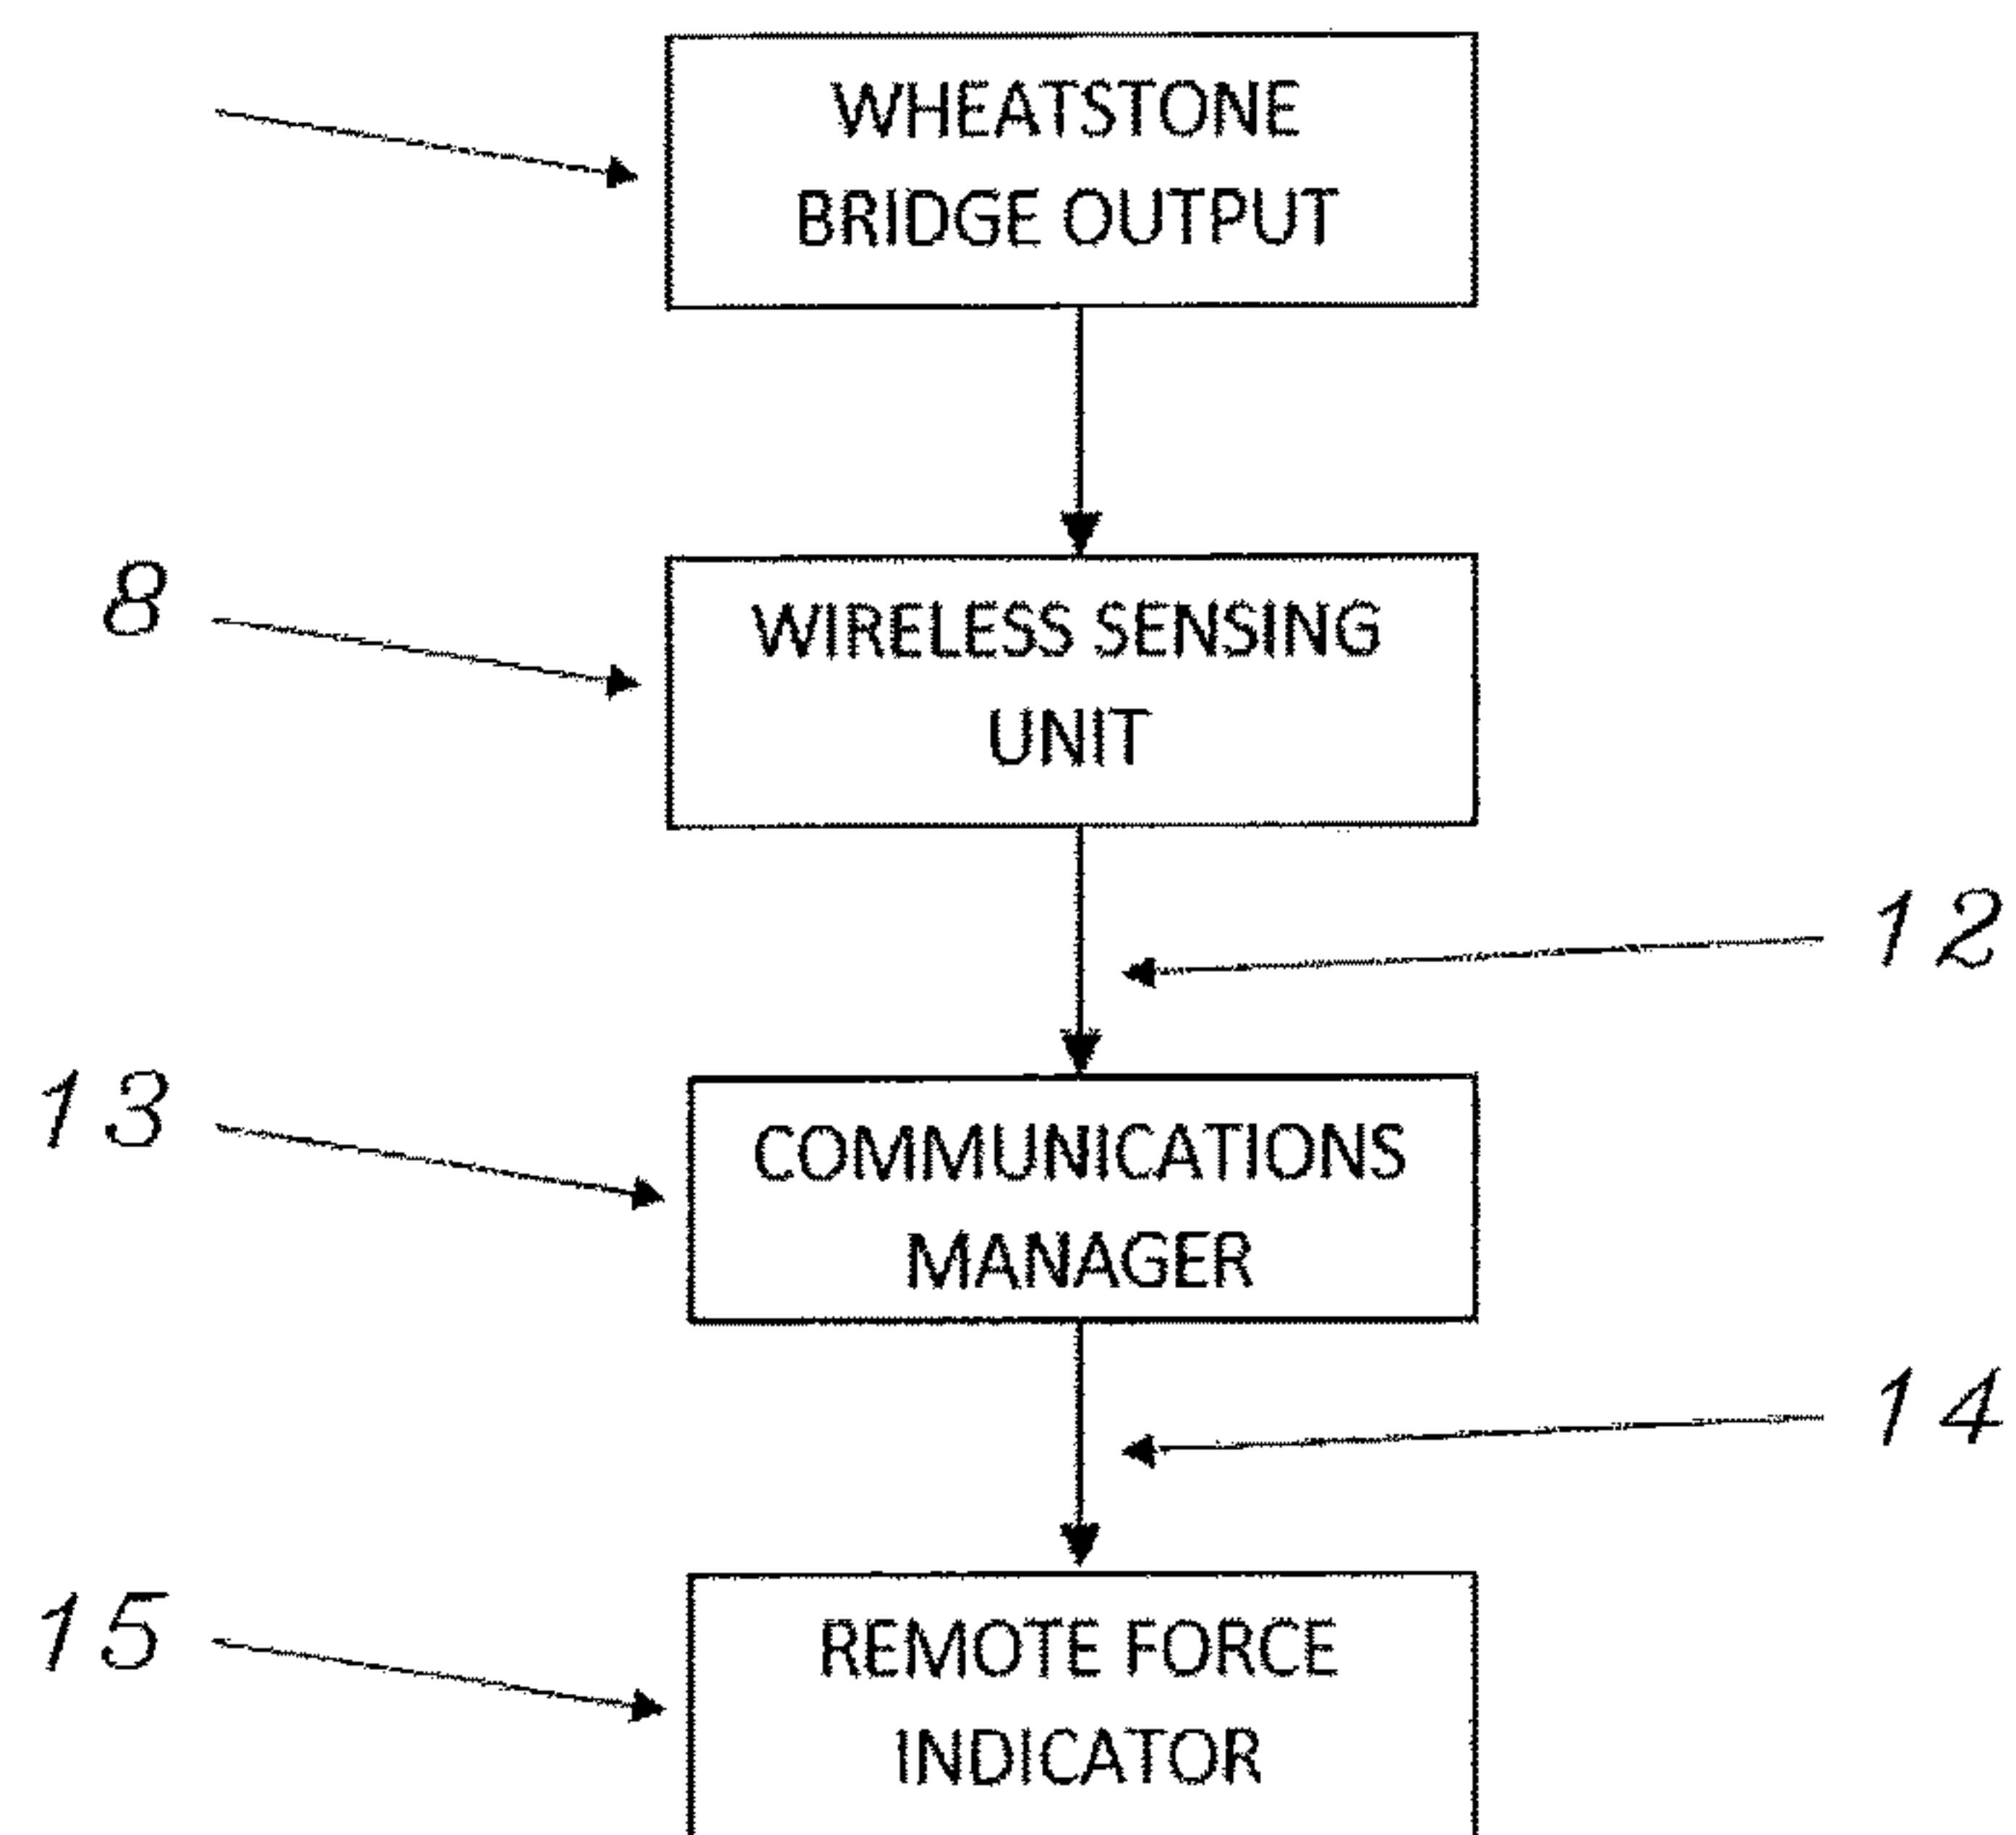 WHEATSTONE
BRIDGE OUTPUT
8
WIRELESS SENSING
UNIT
12
13
COMMUNICATIONS
MANAGER
14
15
REMOTE FORCE
INDICATOR